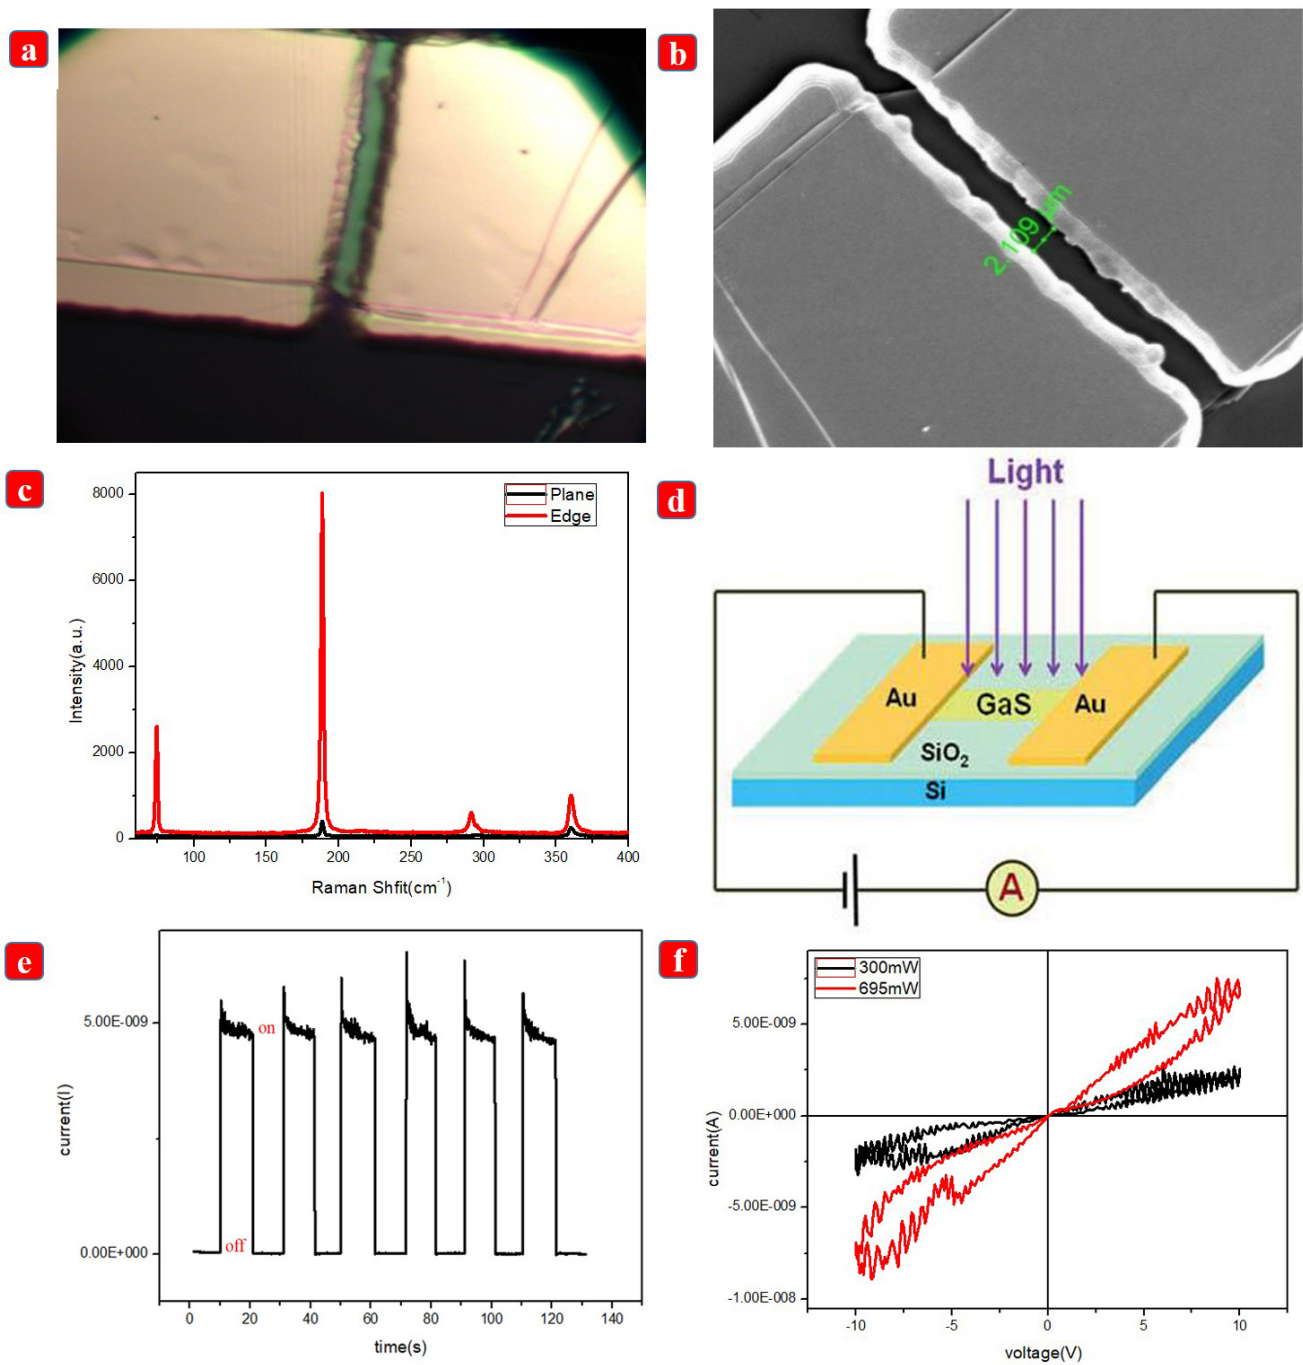 a
b
2.109 μm
c
Plane
Edge
8000
6000
4000
2000
0
Intensity(a.u.)
100
150
200
250
300
350
400
Raman Shfit(cm⁻¹)
d
Light
Au
GaS
Au
SiO₂
Si
A
e
5.00E-009
0.00E+000
on
off
current(I)
0
20
40
60
80
100
120
140
time(s)
f
300mW
695mW
5.00E-009
0.00E+000
-5.00E-009
-1.00E-008
current(A)
-10
-5
0
5
10
voltage(V)